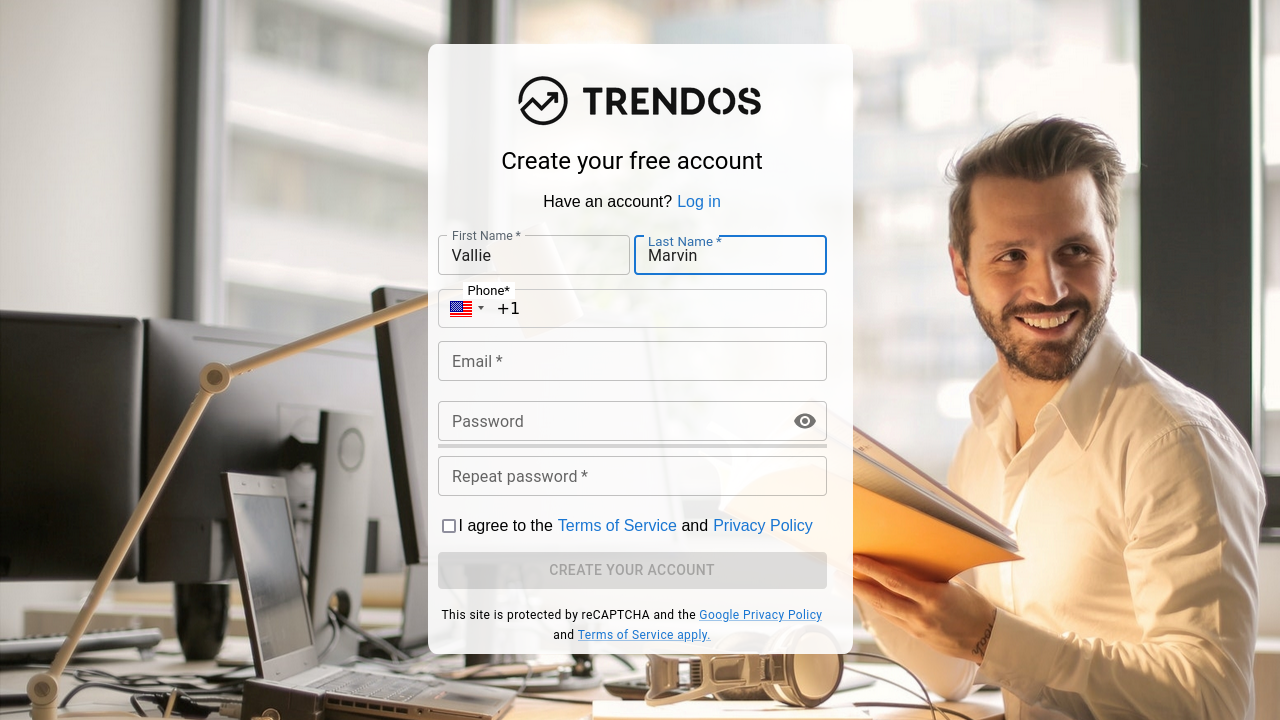 TRENDOS
Create your free account
Have an account? Log in
First Name *
Last Name *
Vallie
Marvin
Phone*
+1
Email *
Password
Repeat password *
I agree to the Terms of Service and Privacy Policy
CREATE YOUR ACCOUNT
This site is protected by reCAPTCHA and the Google Privacy Policy
and Terms of Service apply.